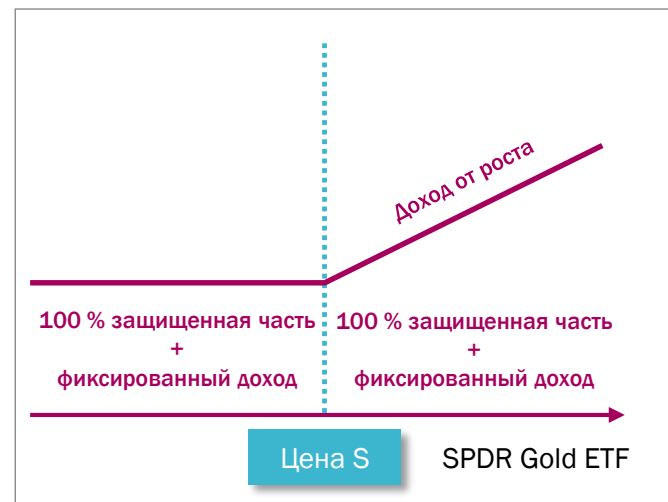 Доход от роста
100 % защищенная часть
+
фиксированный доход
100 % защищенная часть
+
фиксированный доход
Цена S
SPDR Gold ETF